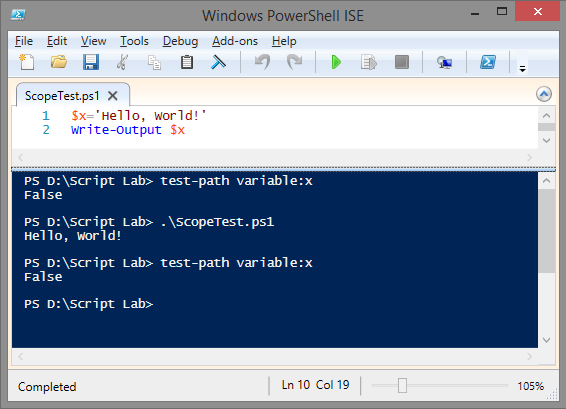 Windows PowerShell ISE
File Edit View Tools Debug Add-ons Help
ScopeTest.ps1
1 $x='Hello, World!'
2 Write-Output $x
PS D:\Script Lab> test-path variable:x
False
PS D:\Script Lab> .\ScopeTest.ps1
Hello, World!
PS D:\Script Lab> test-path variable:x
False
PS D:\Script Lab>
Completed Ln 10 Col 19 105%